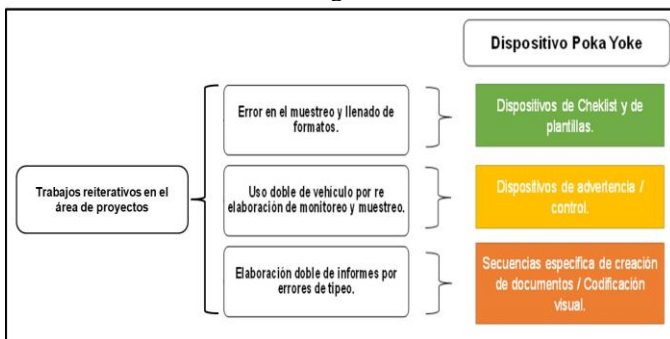 Dispositivo Poka Yoke
Error en el muestreo y llenado de
formatos.
Dispositivos de Cheklist y de
plantillas.
Trabajos reiterativos en el
área de proyectos
Uso doble de vehículo por re
elaboración de monitoreo y muestreo.
Dispositivos de advertencia /
control.
Elaboración doble de informes por
errores de tipeo.
Secuencias específica de creación
de documentos / Codificación
visual.